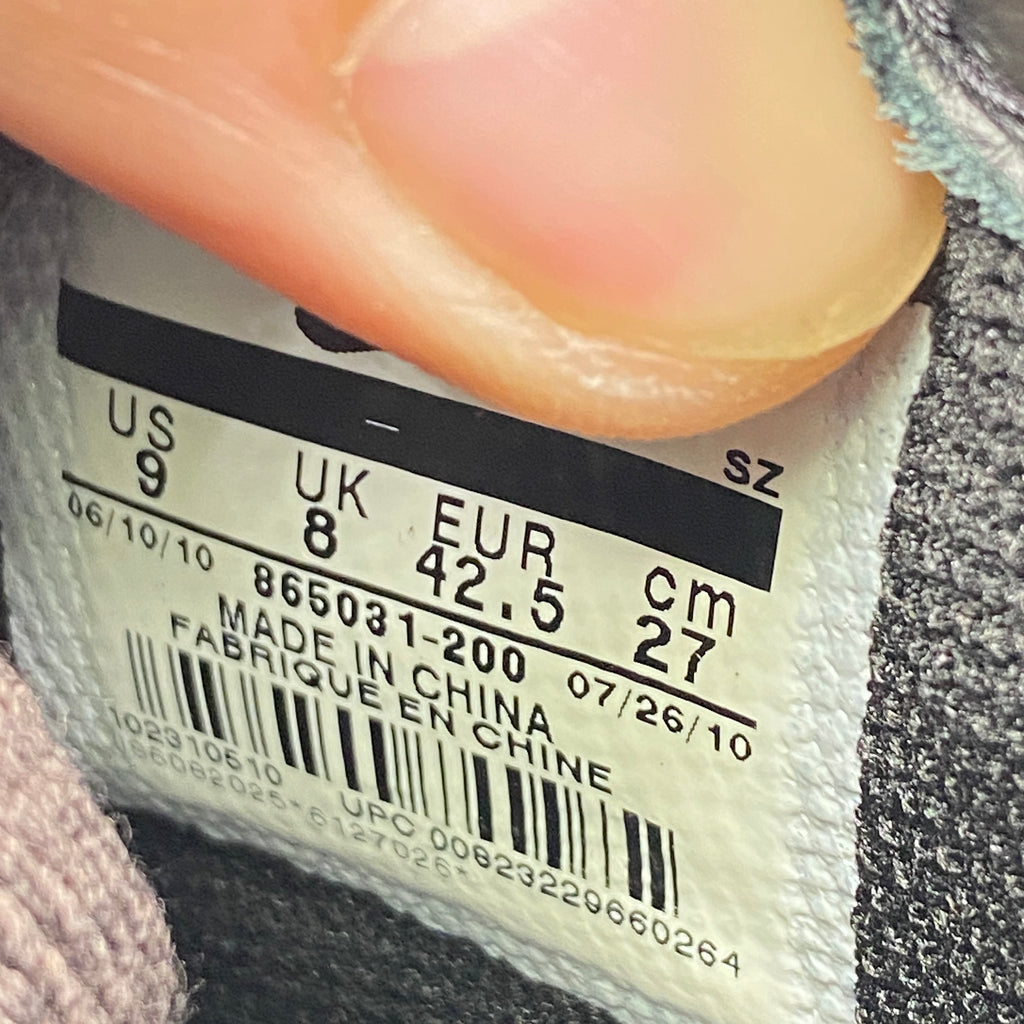 SZ
US UK EUR cm
9 8 42.5 27
06/10/10 865031-200 07/26/10
MADE IN CHINA
FABRIQUE EN CHINE
102310510
UPC 00823229660264